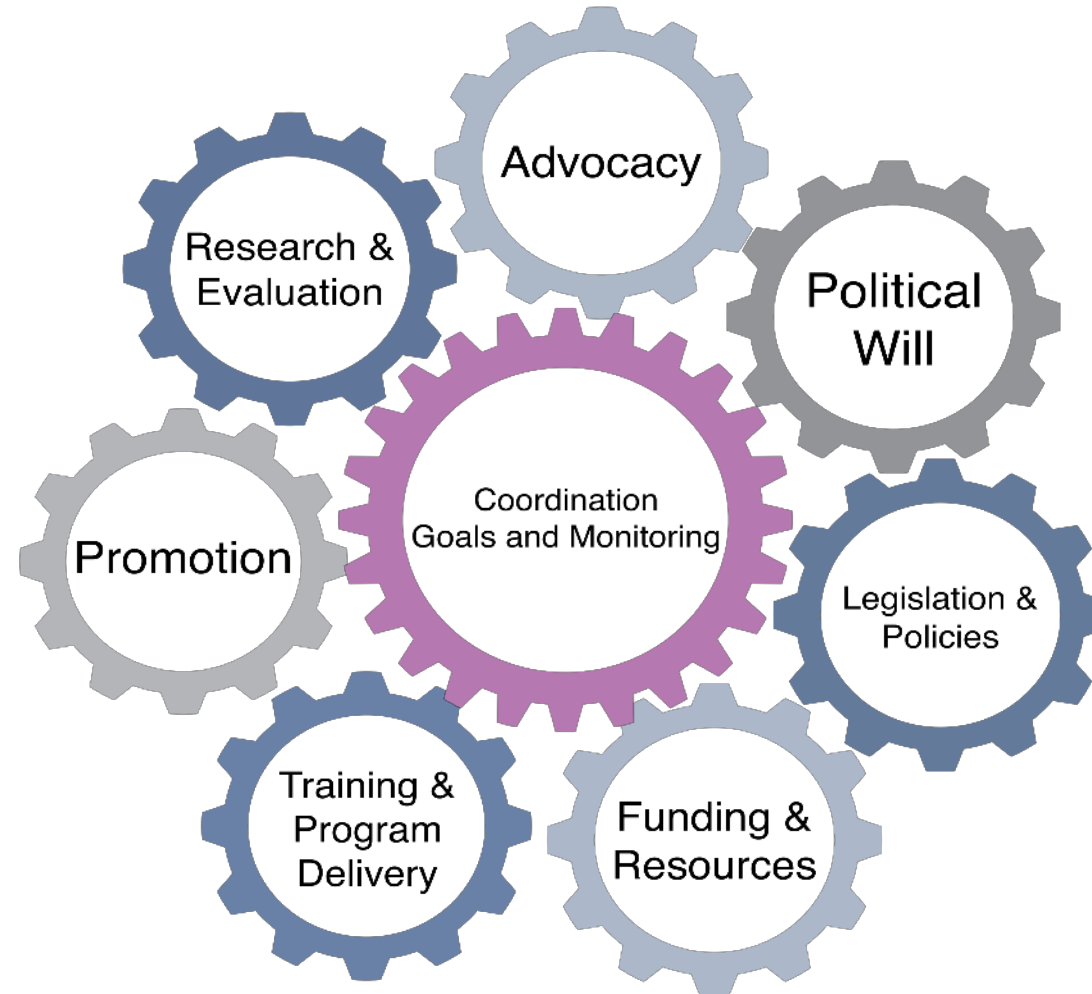 Advocacy
Research &
Evaluation
Political
Will
Coordination
Goals and Monitoring
Promotion
Legislation &
Policies
Training &
Program
Delivery
Funding &
Resources